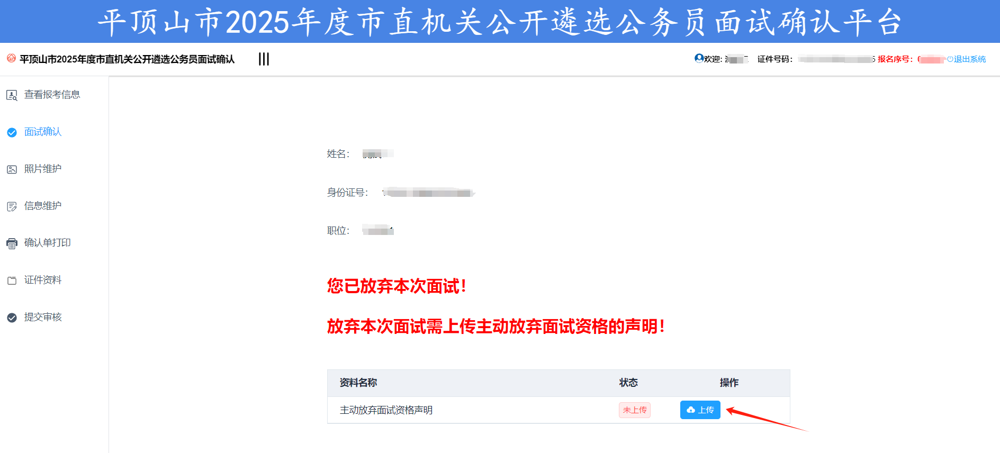 平顶山市2025年度市直机关公开遴选公务员面试确认平台
平顶山市2025年度市直机关公开遴选公务员面试确认
欢迎: 证件号码： 5 报名序号：0 退出系统
查看报考信息
面试确认
照片维护
信息维护
确认单打印
证件资料
提交审核
姓名：
身份证号：
职位：
您已放弃本次面试！
放弃本次面试需上传主动放弃面试资格的声明！
资料名称 状态 操作
主动放弃面试资格声明 未上传 上传